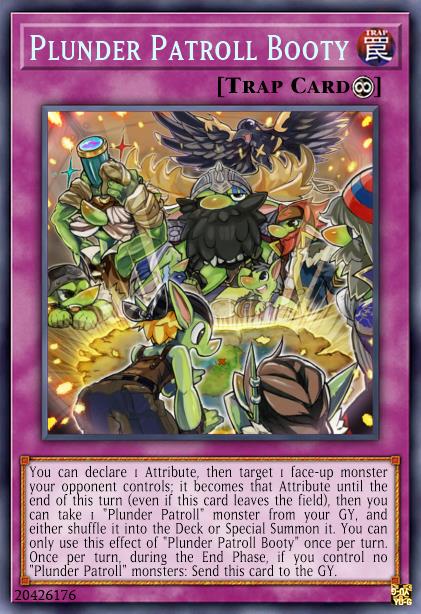 PLUNDER PATROLL BOOTY
TRAP
罠
[TRAP CARD]
You can declare 1 Attribute, then target 1 face-up monster
your opponent controls; it becomes that Attribute until the
end of this turn (even if this card leaves the field), then you
can take 1 "Plunder Patroll" monster from your GY, and
either shuffle it into the Deck or Special Summon it. You can
only use this effect of "Plunder Patroll Booty" once per turn.
Once per turn, during the End Phase, if you control no
"Plunder Patroll" monsters: Send this card to the GY.
20426176